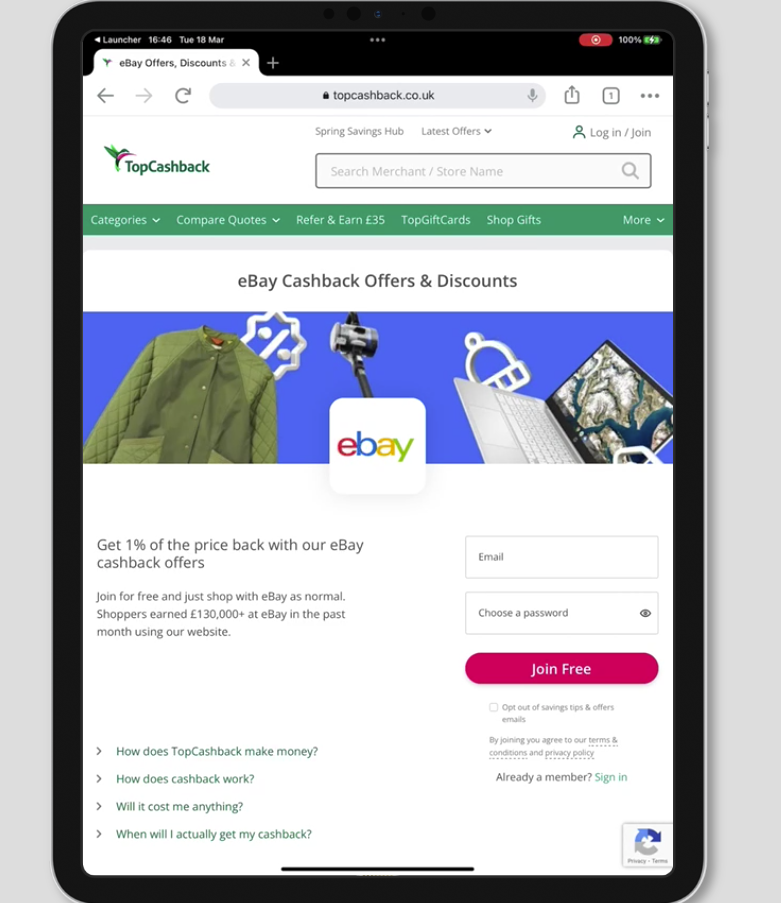 Launcher 16:46 Tue 18 Mar
100%
eBay Offers, Discounts &
topcashback.co.uk
1
Spring Savings Hub Latest Offers Log in / Join
TopCashback
Search Merchant / Store Name
Categories Compare Quotes Refer & Earn £35 TopGiftCards Shop Gifts More
eBay Cashback Offers & Discounts
%
ebay
Get 1% of the price back with our eBay
cashback offers
Join for free and just shop with eBay as normal.
Shoppers earned £130,000+ at eBay in the past
month using our website.
Email
Choose a password
Join Free
Opt out of savings tips & offers
emails
By joining you agree to our terms &
conditions and privacy policy
Already a member? Sign in
How does TopCashback make money?
How does cashback work?
Will it cost me anything?
When will I actually get my cashback?
Privacy - Terms